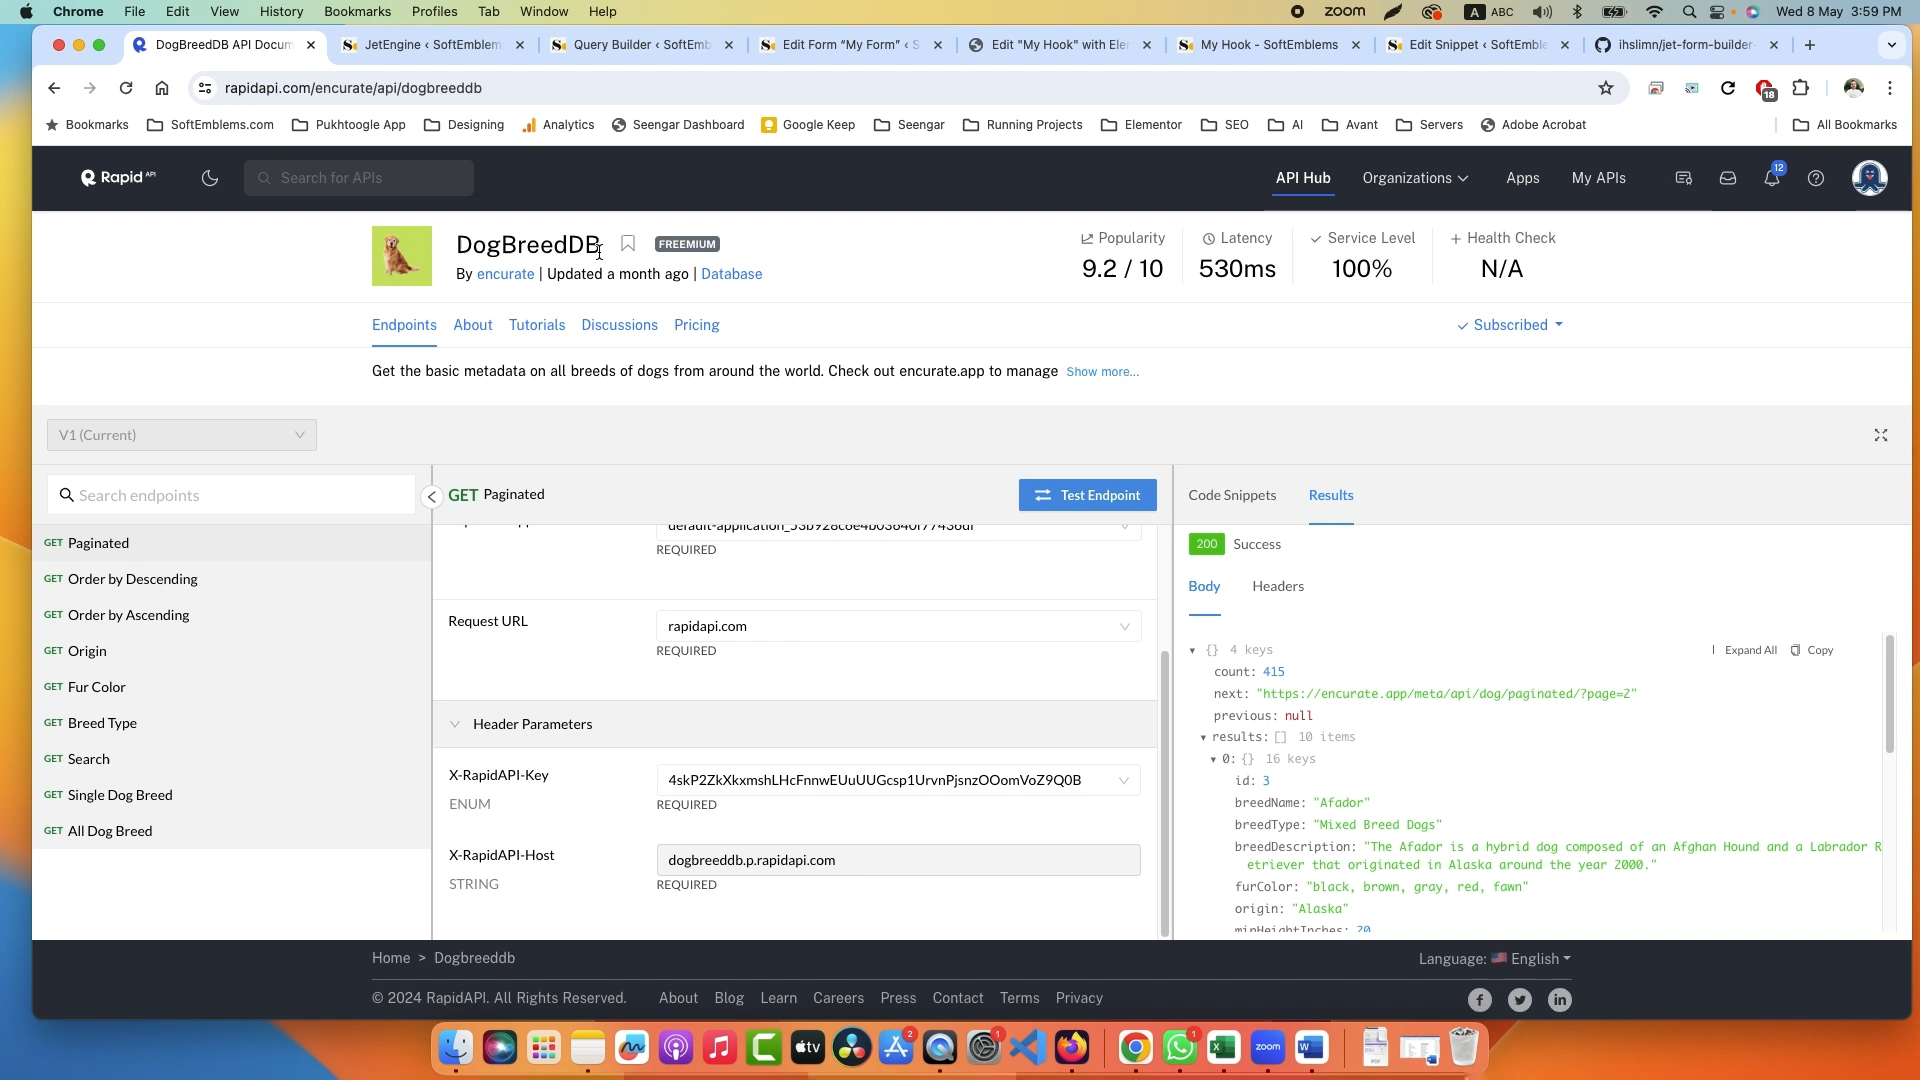 Chrome File Edit View History Bookmarks Profiles Tab Window Help zoom A ABC Wed 8 May 3:59 PM
DogBreedDB API Docum JetEngine ‹ SoftEmblem Query Builder ‹ SoftEmb Edit Form “My Form” ‹ S Edit "My Hook" with Eler My Hook - SoftEmblems Edit Snippet ‹ SoftEmble ihslimn/jet-form-builder-
rapidapi.com/encurate/api/dogbreeddb 18
Bookmarks SoftEmblems.com Pukhtoogle App Designing Analytics Seengar Dashboard Google Keep Seengar Running Projects Elementor SEO AI Avant Servers Adobe Acrobat All Bookmarks
Rapid API Search for APIs API Hub Organizations Apps My APIs 12
DogBreedDB FREEMIUM
By encurate | Updated a month ago | Database
Popularity Latency Service Level Health Check
9.2 / 10 530ms 100% N/A
Endpoints About Tutorials Discussions Pricing Subscribed
Get the basic metadata on all breeds of dogs from around the world. Check out encurate.app to manage Show more...
V1 (Current)
Search endpoints
GET Paginated
GET Order by Descending
GET Order by Ascending
GET Origin
GET Fur Color
GET Breed Type
GET Search
GET Single Dog Breed
GET All Dog Breed
GET Paginated Test Endpoint
REQUIRED
Request URL rapidapi.com
REQUIRED
Header Parameters
X-RapidAPI-Key 4skP2ZkXkxmshLHcFnnwEUuUUGcsp1UrvnPjsnzOOomVoZ9Q0B
ENUM REQUIRED
X-RapidAPI-Host dogbreeddb.p.rapidapi.com
STRING REQUIRED
Code Snippets Results
200 Success
Body Headers
{} 4 keys Expand All Copy
count: 415
next: "https://encurate.app/meta/api/dog/paginated/?page=2"
previous: null
results: [] 10 items
0: {} 16 keys
id: 3
breedName: "Afador"
breedType: "Mixed Breed Dogs"
breedDescription: "The Afador is a hybrid dog composed of an Afghan Hound and a Labrador R
etriever that originated in Alaska around the year 2000."
furColor: "black, brown, gray, red, fawn"
origin: "Alaska"
minHeightInches: 20
Home > Dogbreeddb Language: English
© 2024 RapidAPI. All Rights Reserved. About Blog Learn Careers Press Contact Terms Privacy
tv 2 1 1 zoom